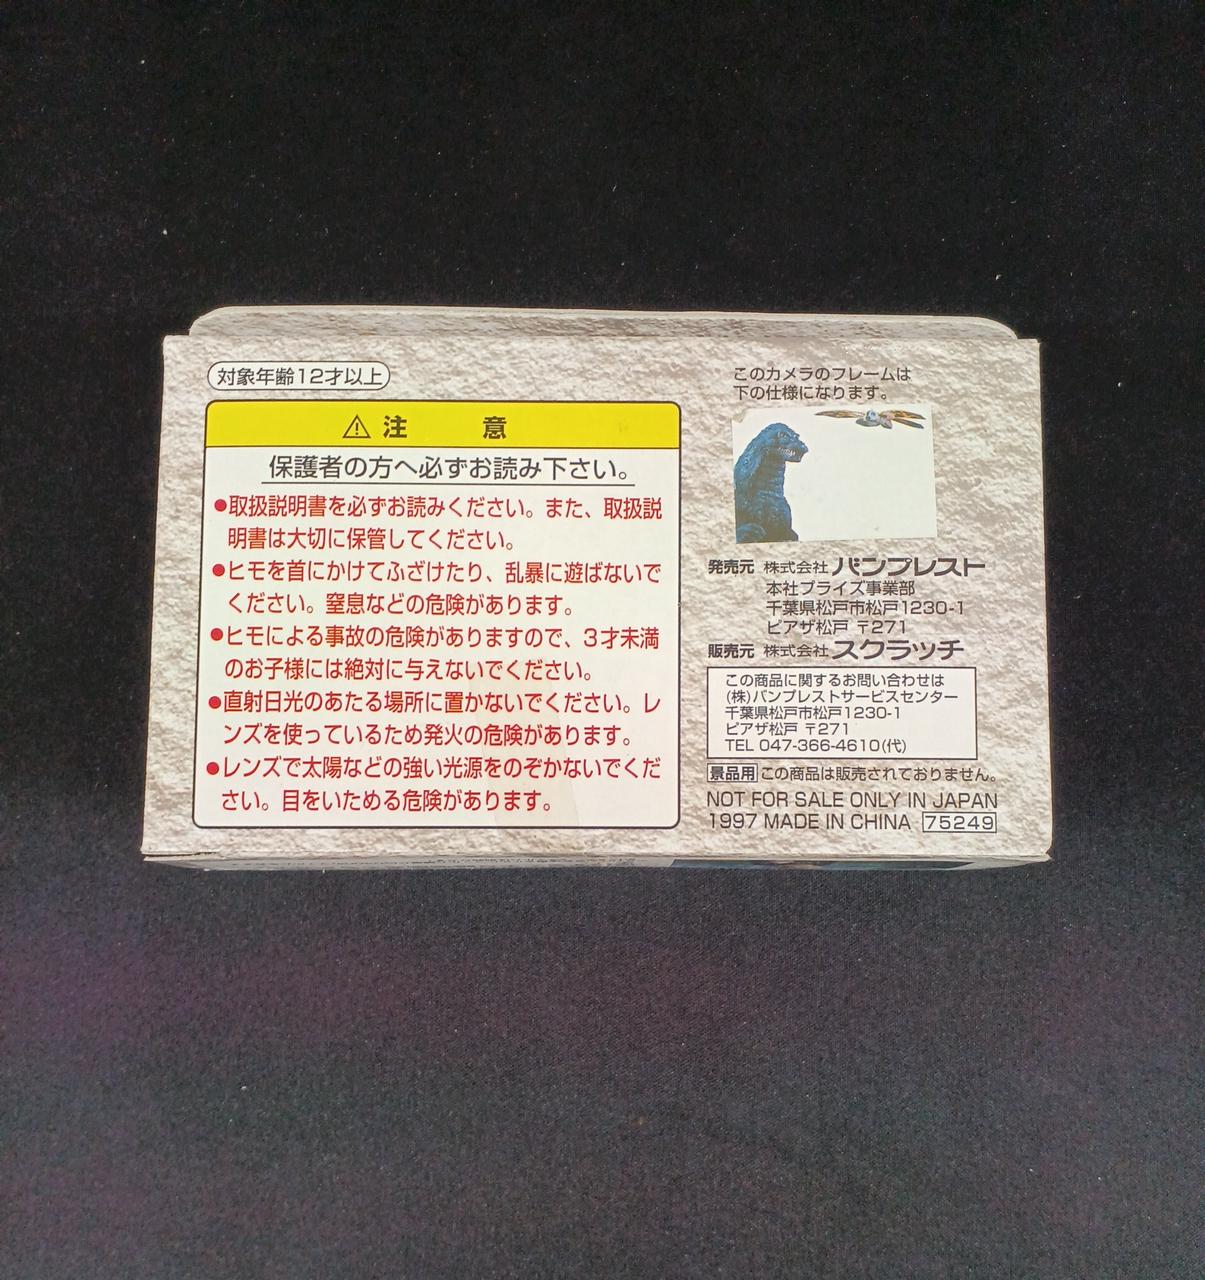 対象年齢12才以上
⚠注意
保護者の方へ必ずお読み下さい。
●取扱説明書を必ずお読みください。また、取扱説
明書は大切に保管してください。
●ヒモを首にかけてふざけたり、乱暴に遊ばないで
ください。窒息などの危険があります。
●ヒモによる事故の危険がありますので、3才未満
のお子様には絶対に与えないでください。
●直射日光のあたる場所に置かないでください。レ
ンズを使っているため発火の危険があります。
●レンズで太陽などの強い光源をのぞかないでくだ
さい。目をいためる危険があります。
このカメラのフレームは
下の仕様になります。
発売元 株式会社 バンプレスト
本社プライズ事業部
千葉県松戸市松戸1230-1
ピアザ松戸 〒271
販売元 株式会社 スクラッチ
この商品に関するお問い合わせは
(株)バンプレストサービスセンター
千葉県松戸市松戸1230-1
ピアザ松戸 〒271
TEL 047-366-4610(代)
景品用 この商品は販売されておりません。
NOT FOR SALE ONLY IN JAPAN
1997 MADE IN CHINA 75249